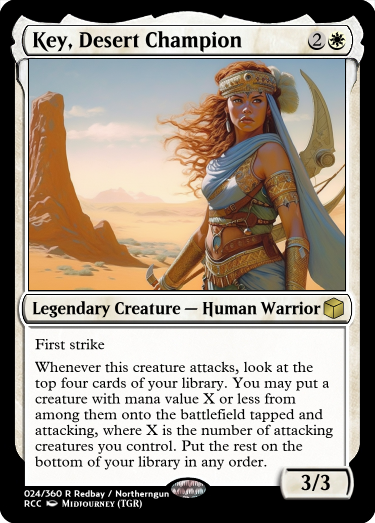 Key, Desert Champion 2
Legendary Creature — Human Warrior
First strike
Whenever this creature attacks, look at the
top four cards of your library. You may put a
creature with mana value X or less from
among them onto the battlefield tapped and
attacking, where X is the number of attacking
creatures you control. Put the rest on the
bottom of your library in any order.
3/3
024/360 R Redbay / Northerngun
RCC Midjourney (TGR)